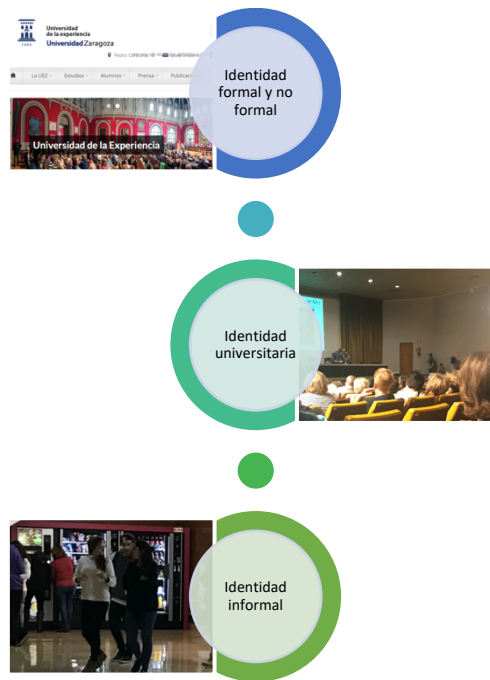 Universidad
de la experiencia
Universidad Zaragoza
1542
La UEZ
Estudios
Alumnos
Prensa
Universidad de la Experiencia
Identidad
formal y no
formal
Identidad
universitaria
Identidad
informal